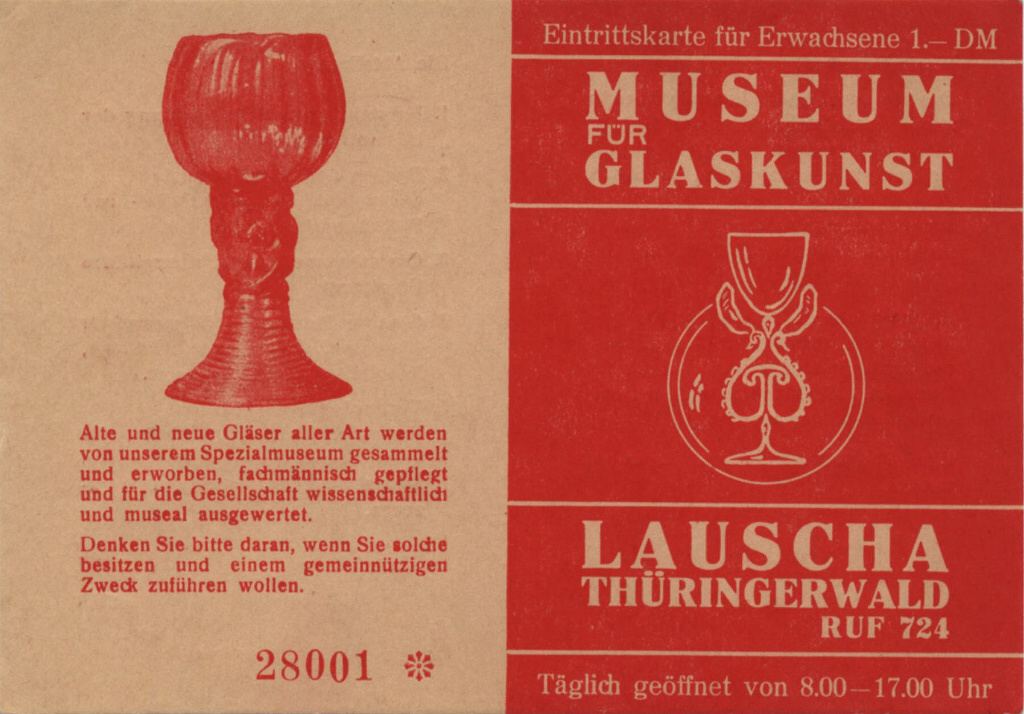 Alte und neue Gläser aller Art werden
von unserem Spezialmuseum gesammelt
und erworben, fachmännisch gepflegt
und für die Gesellschaft wissenschaftlich
und museal ausgewertet.
Denken Sie bitte daran, wenn Sie solche
besitzen und einem gemeinnützigen
Zweck zuführen wollen.
28001
Eintrittskarte für Erwachsene 1.– DM
MUSEUM
FÜR
GLASKUNST
LAUSCHA
THÜRINGERWALD
RUF 724
Täglich geöffnet von 8.00–17.00 Uhr